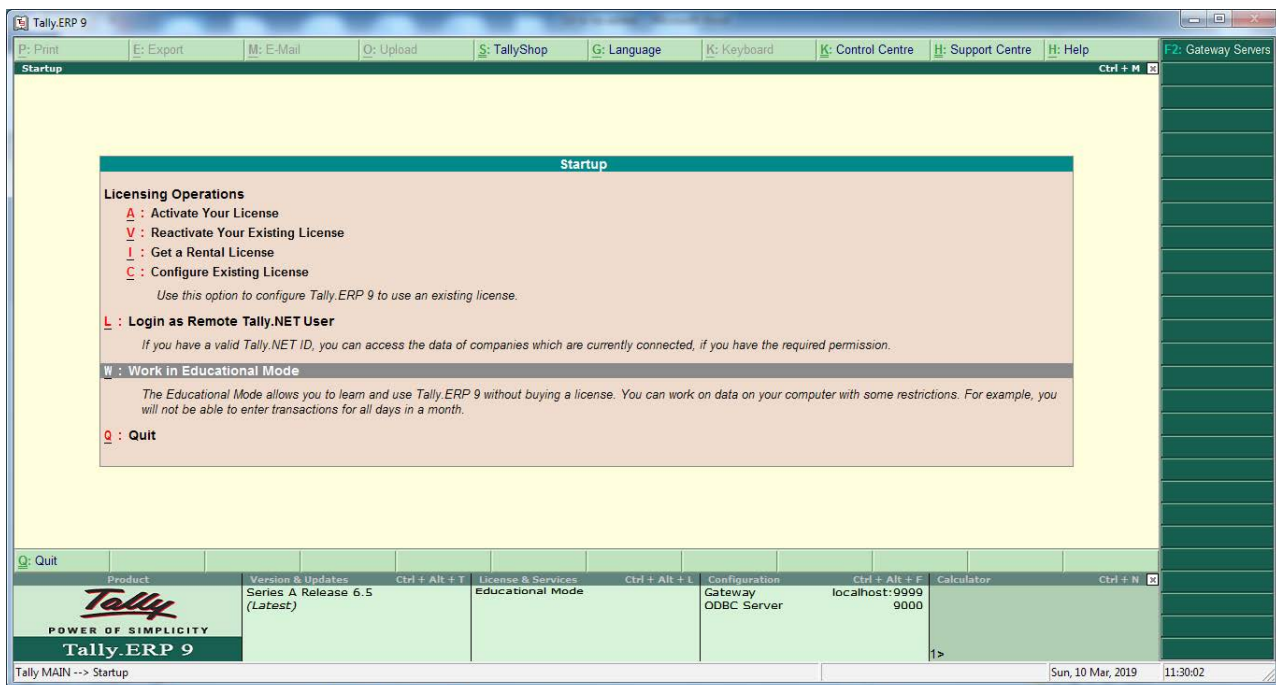 Tally.ERP 9
P: Print E: Export M: E-Mail O: Upload S: TallyShop G: Language K: Keyboard K: Control Centre H: Support Centre H: Help F2: Gateway Servers
Startup Ctrl + M
Startup
Licensing Operations
A : Activate Your License
V : Reactivate Your Existing License
I : Get a Rental License
C : Configure Existing License
Use this option to configure Tally.ERP 9 to use an existing license.
L : Login as Remote Tally.NET User
If you have a valid Tally.NET ID, you can access the data of companies which are currently connected, if you have the required permission.
W : Work in Educational Mode
The Educational Mode allows you to learn and use Tally.ERP 9 without buying a license. You can work on data on your computer with some restrictions. For example, you
will not be able to enter transactions for all days in a month.
Q : Quit
Q: Quit
Product Version & Updates Ctrl + Alt + T License & Services Ctrl + Alt + L Configuration Ctrl + Alt + F Calculator Ctrl + N
Series A Release 6.5 Educational Mode Gateway localhost:9999
(Latest) ODBC Server 9000
Tally
POWER OF SIMPLICITY
Tally.ERP 9 1>
Tally MAIN --> Startup Sun, 10 Mar, 2019 11:30:02